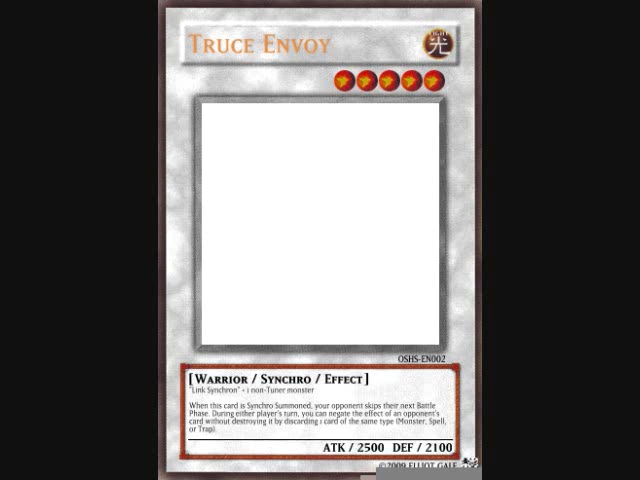 Truce Envoy
LIGHT
光
OSHS-EN002
[Warrior / Synchro / Effect]
"Link Synchron" + 1 non-Tuner monster
When this card is Synchro Summoned, your opponent skips their next Battle
Phase. During either player's turn, you can negate the effect of an opponent's
card without destroying it by discarding 1 card of the same type (Monster, Spell,
or Trap).
ATK / 2500 DEF / 2100
©2009 ELLIOT GALE